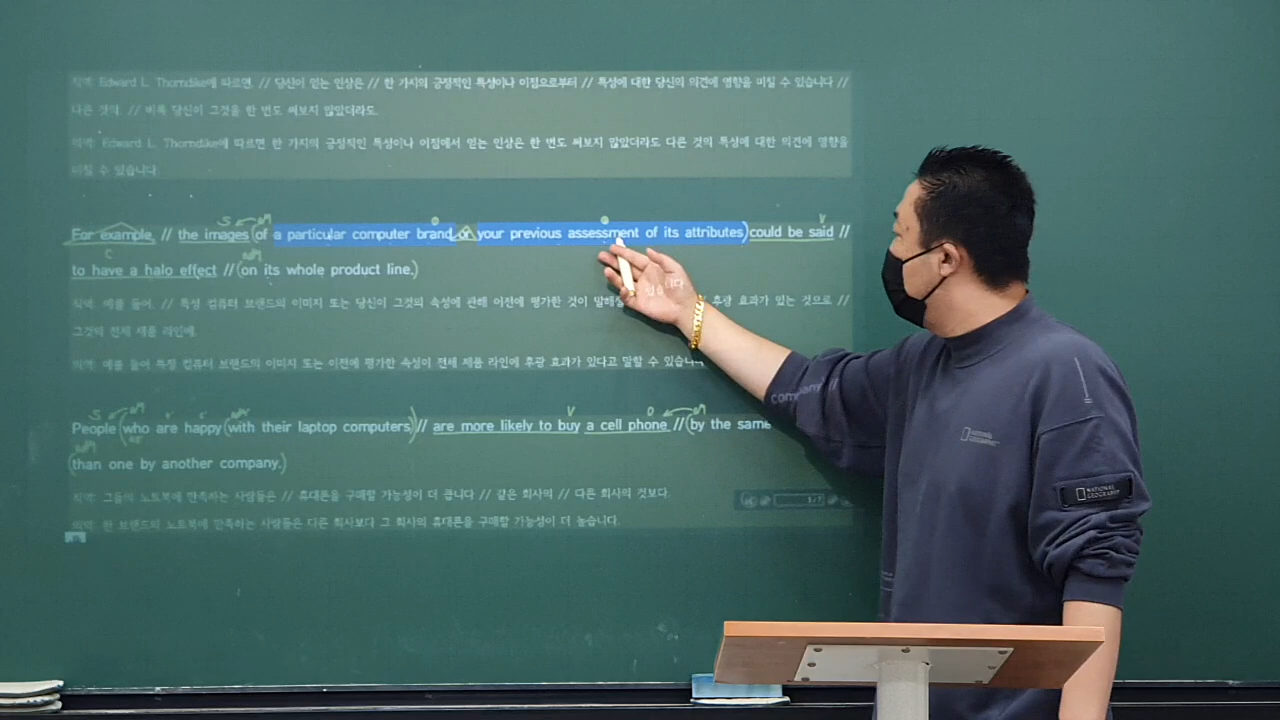 직역: Edward L. Thorndike에 따르면, // 당신이 얻는 인상은 // 한 가지의 긍정적인 특성이나 이점으로부터 // 특성에 대한 당신의 의견에 영향을 미칠 수 있습니다 //
다른 것의. // 비록 당신이 그것을 한 번도 써보지 않았더라도.
의역: Edward L. Thorndike에 따르면 한 가지의 긍정적인 특성이나 이점에서 얻는 인상은 한 번도 써보지 않았더라도 다른 것의 특성에 대한 의견에 영향을
미칠 수 있습니다.
S
For example, // the images (of a particular computer brand or your previous assessment of its attributes) could be said //
to have a halo effect // (on its whole product line.)
직역: 예를 들어, // 특정 컴퓨터 브랜드의 이미지 또는 당신이 그것의 속성에 관해 이전에 평가한 것이 후광 효과가 있는 것으로 //
그것의 전체 제품 라인에.
의역: 예를 들어 특정 컴퓨터 브랜드의 이미지 또는 이전에 평가한 속성이 전체 제품 라인에 후광 효과가 있다고 말할 수 있습니다
People (who are happy (with their laptop computers)) // are more likely to buy a cell phone // (by the same
company //
(than one by another company.)
직역: 그들의 노트북에 만족하는 사람들은 // 휴대폰을 구매할 가능성이 더 큽니다 // 같은 회사의 // 다른 회사의 것보다.
의역: 한 브랜드의 노트북에 만족하는 사람들은 다른 회사보다 그 회사의 휴대폰을 구매할 가능성이 더 높습니다.
NATIONAL GEOGRAPHIC
NATIONAL
GEOGRAPHIC